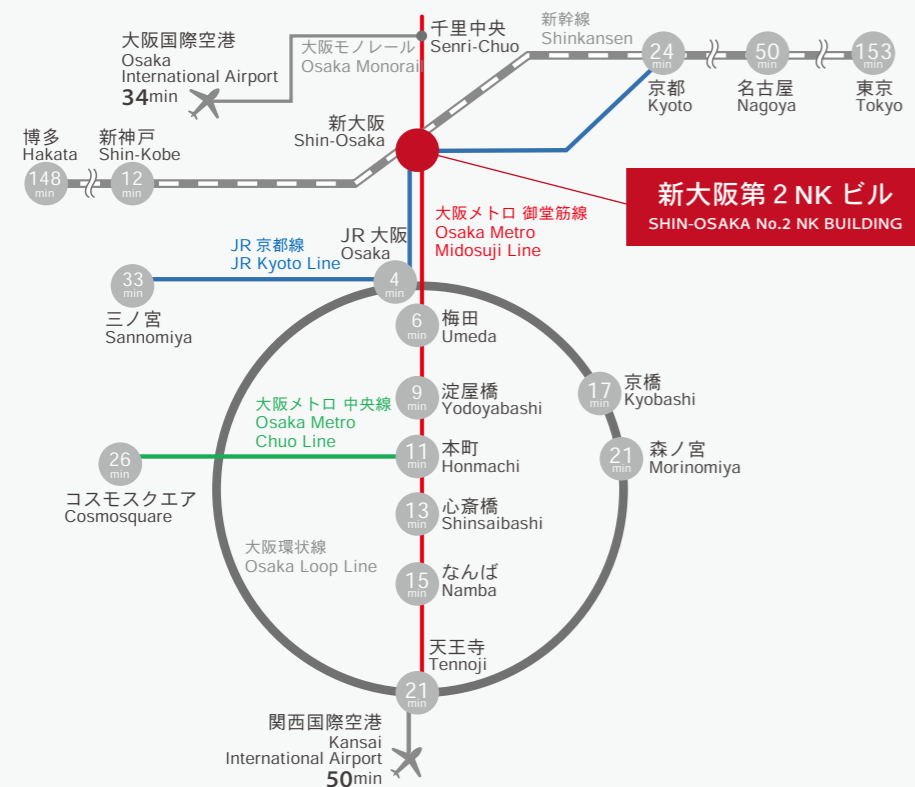 大阪国際空港
Osaka
International Airport
34min
大阪モノレール
Osaka Monorail
千里中央
Senri-Chuo
新幹線
Shinkansen
24
min
京都
Kyoto
50
min
名古屋
Nagoya
153
min
東京
Tokyo
博多
Hakata
148
min
新神戸
Shin-Kobe
12
min
新大阪
Shin-Osaka
新大阪第2 NK ビル
SHIN-OSAKA No.2 NK BUILDING
大阪メトロ 御堂筋線
Osaka Metro
Midosuji Line
JR 京都線
JR Kyoto Line
JR 大阪
Osaka
4
min
33
min
三ノ宮
Sannomiya
6
min
梅田
Umeda
9
min
淀屋橋
Yodoyabashi
17
min
京橋
Kyobashi
大阪メトロ 中央線
Osaka Metro
Chuo Line
11
min
本町
Honmachi
21
min
森ノ宮
Morinomiya
26
min
コスモスクエア
Cosmosquare
13
min
心斎橋
Shinsaibashi
大阪環状線
Osaka Loop Line
15
min
なんば
Namba
天王寺
Tennoji
21
min
関西国際空港
Kansai
International Airport
50min